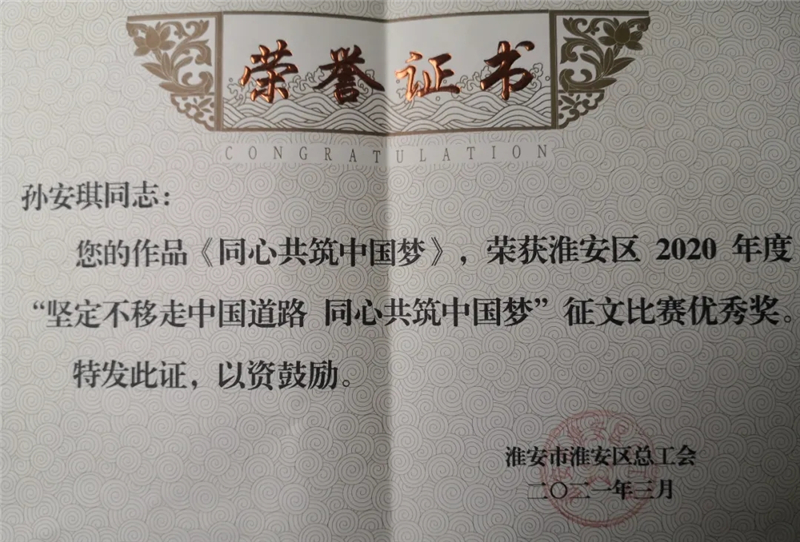 荣誉证书
CONGRATULATION
孙安琪同志：
您的作品《同心共筑中国梦》，荣获淮安区 2020 年度
“坚定不移走中国道路 同心共筑中国梦”征文比赛优秀奖。
特发此证，以资鼓励。
淮安市淮安区总工会
二〇二一年三月